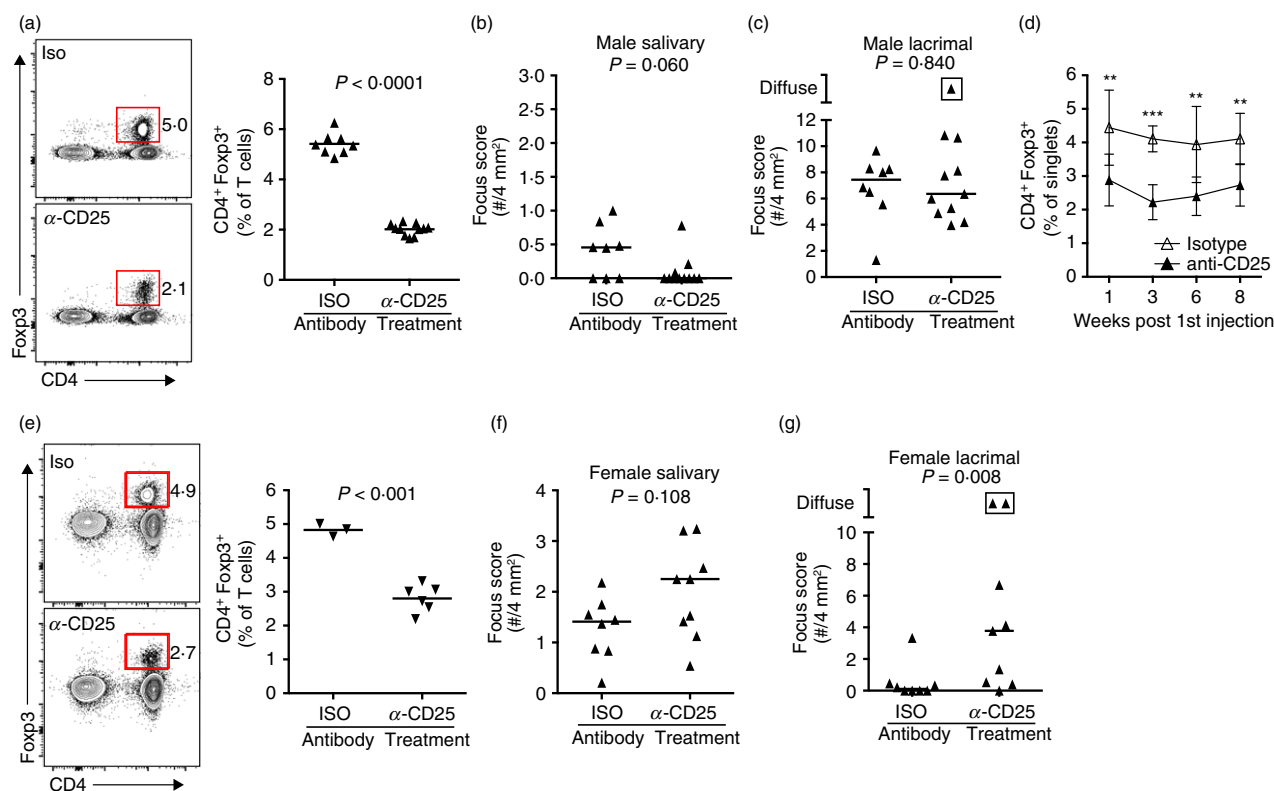 (a)
Iso
5·0
α-CD25
2·1
Foxp3
CD4
P < 0·0001
CD4+ Foxp3+
(% of T cells)
8
6
4
2
0
ISO α-CD25
Antibody Treatment
(b)
Male salivary
P = 0·060
Focus score
(#/4 mm²)
3·0
2·5
2·0
1·5
1·0
0·5
0·0
ISO α-CD25
Antibody Treatment
(c)
Male lacrimal
P = 0·840
Diffuse
Focus score
(#/4 mm²)
12
10
8
6
4
2
0
ISO α-CD25
Antibody Treatment
(d)
CD4+ Foxp3+
(% of singlets)
6
5
4
3
2
1
0
** *** ** **
Isotype
anti-CD25
1 3 6 8
Weeks post 1st injection
(e)
Iso
4·9
α-CD25
2·7
Foxp3
CD4
P < 0·001
CD4+ Foxp3+
(% of T cells)
6
5
4
3
2
1
0
ISO α-CD25
Antibody Treatment
(f)
Female salivary
P = 0·108
Focus score
(#/4 mm²)
4
3
2
1
0
ISO α-CD25
Antibody Treatment
(g)
Female lacrimal
P = 0·008
Diffuse
Focus score
(#/4 mm²)
10
8
6
4
2
0
ISO α-CD25
Antibody Treatment